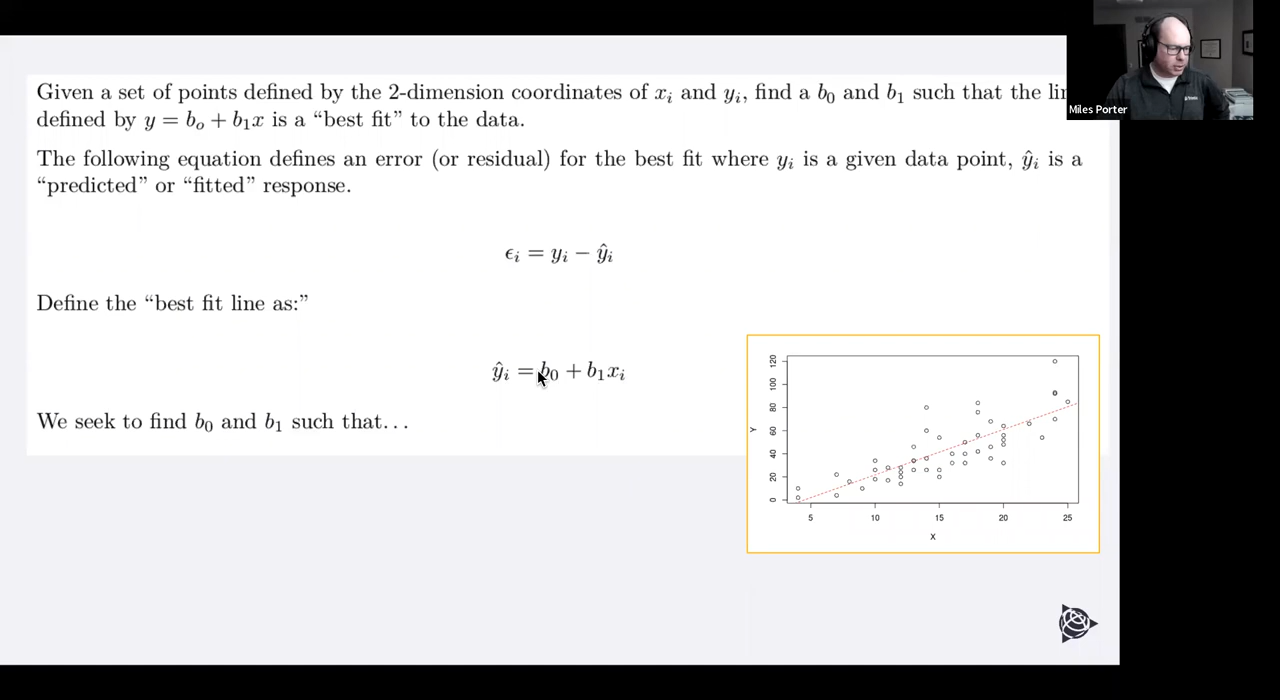 Given a set of points defined by the 2-dimension coordinates of xᵢ and yᵢ, find a b₀ and b₁ such that the
defined by y = bₒ + b₁x is a “best fit” to the data.
The following equation defines an error (or residual) for the best fit where yᵢ is a given data point, ŷᵢ is a
“predicted” or “fitted” response.
ϵᵢ = yᵢ − ŷᵢ
Define the “best fit line as:”
ŷᵢ = b₀ + b₁xᵢ
We seek to find b₀ and b₁ such that...
Miles Porter
Y
120
100
80
60
40
20
0
5 10 15 20 25
X